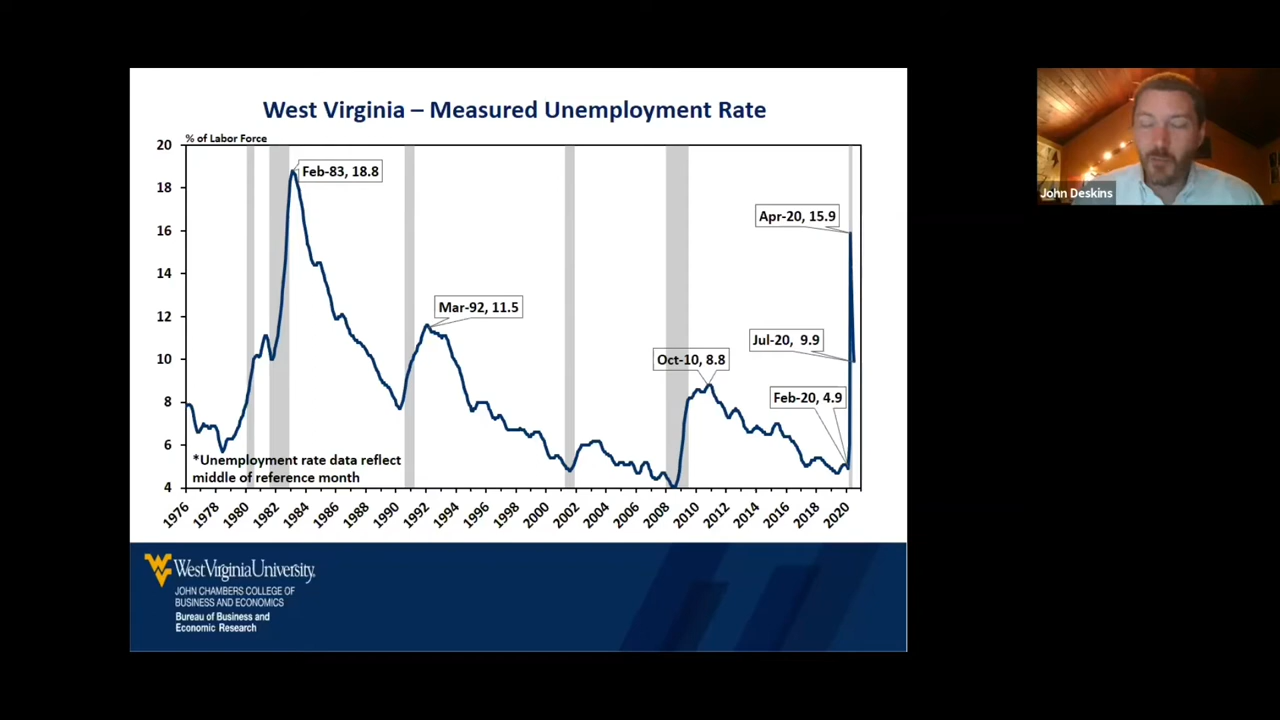 West Virginia – Measured Unemployment Rate
% of Labor Force
20
18
16
14
12
10
8
6
4
Feb-83, 18.8
Mar-92, 11.5
Oct-10, 8.8
Apr-20, 15.9
Jul-20, 9.9
Feb-20, 4.9
*Unemployment rate data reflect
middle of reference month
1976
1978
1980
1982
1984
1986
1988
1990
1992
1994
1996
1998
2000
2002
2004
2006
2008
2010
2012
2014
2016
2018
2020
WestVirginiaUniversity.
JOHN CHAMBERS COLLEGE OF
BUSINESS AND ECONOMICS
Bureau of Business and
Economic Research
John Deskins